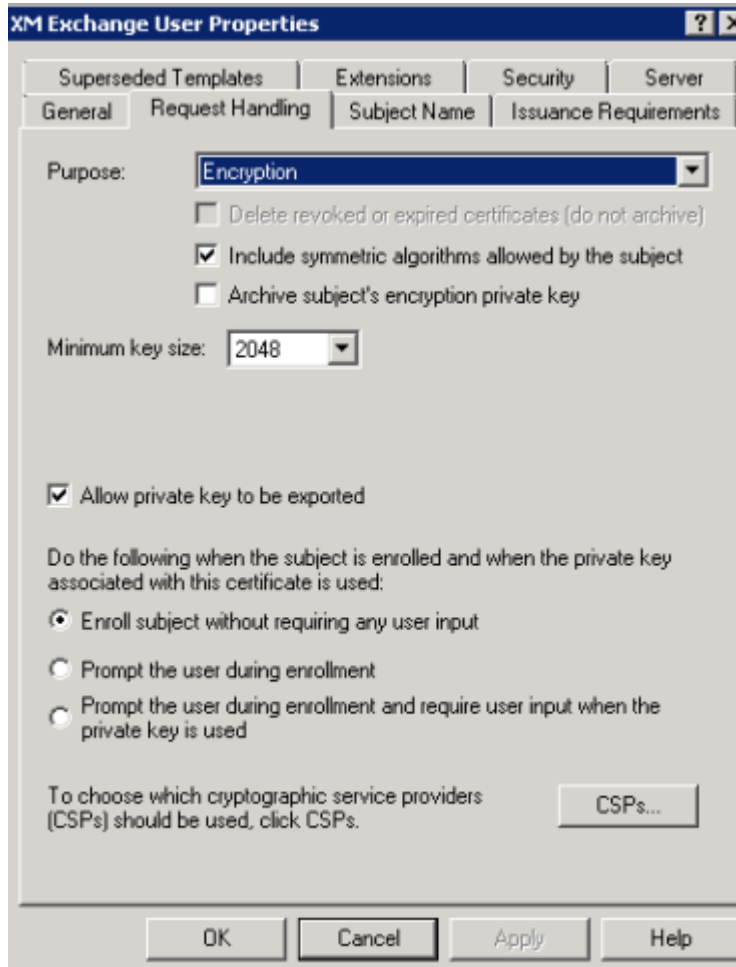 XM Exchange User Properties
Superseded Templates Extensions Security Server
General Request Handling Subject Name Issuance Requirements
Purpose: Encryption
Delete revoked or expired certificates (do not archive)
Include symmetric algorithms allowed by the subject
Archive subject's encryption private key
Minimum key size: 2048
Allow private key to be exported
Do the following when the subject is enrolled and when the private key
associated with this certificate is used:
Enroll subject without requiring any user input
Prompt the user during enrollment
Prompt the user during enrollment and require user input when the
private key is used
To choose which cryptographic service providers
(CSPs) should be used, click CSPs.
CSPs...
OK Cancel Apply Help